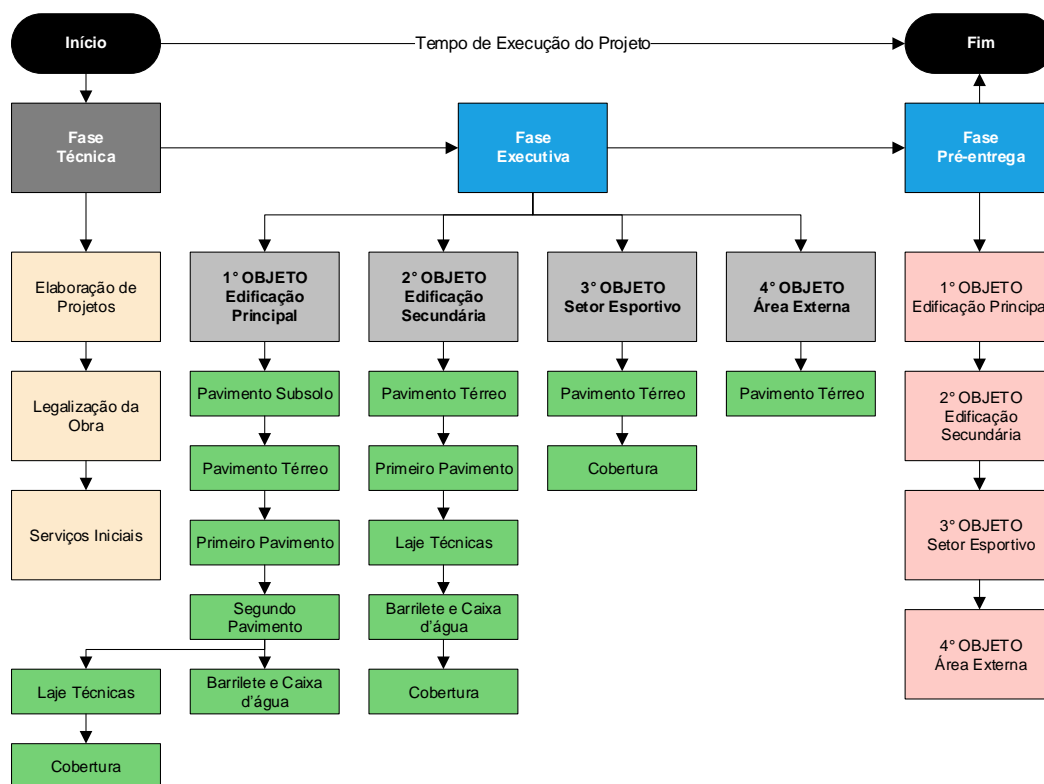 Início
Tempo de Execução do Projeto
Fim
Fase
Técnica
Fase
Executiva
Fase
Pré-entrega
Elaboração de
Projetos
1° OBJETO
Edificação
Principal
2° OBJETO
Edificação
Secundária
3° OBJETO
Setor Esportivo
4° OBJETO
Área Externa
1° OBJETO
Edificação Principal
Legalização da
Obra
Pavimento Subsolo
Pavimento Térreo
Pavimento Térreo
Pavimento Térreo
2° OBJETO
Edificação
Secundária
Pavimento Térreo
Primeiro Pavimento
Cobertura
Serviços Iniciais
Primeiro Pavimento
Laje Técnicas
3° OBJETO
Setor Esportivo
Segundo
Pavimento
Barrilete e Caixa
d’água
4° OBJETO
Área Externa
Laje Técnicas
Barrilete e Caixa
d’água
Cobertura
Cobertura